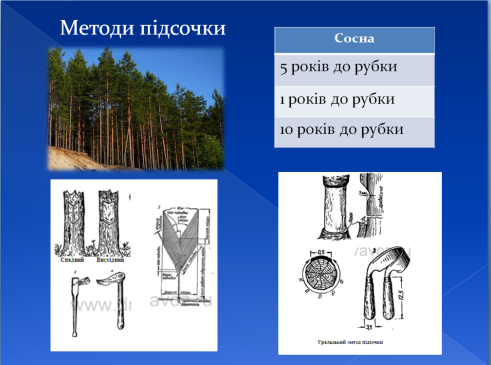 Методи підсочки
Сосна
5 років до рубки
1 років до рубки
10 років до рубки
Спадний Висхідний
Уральський метод підсочки